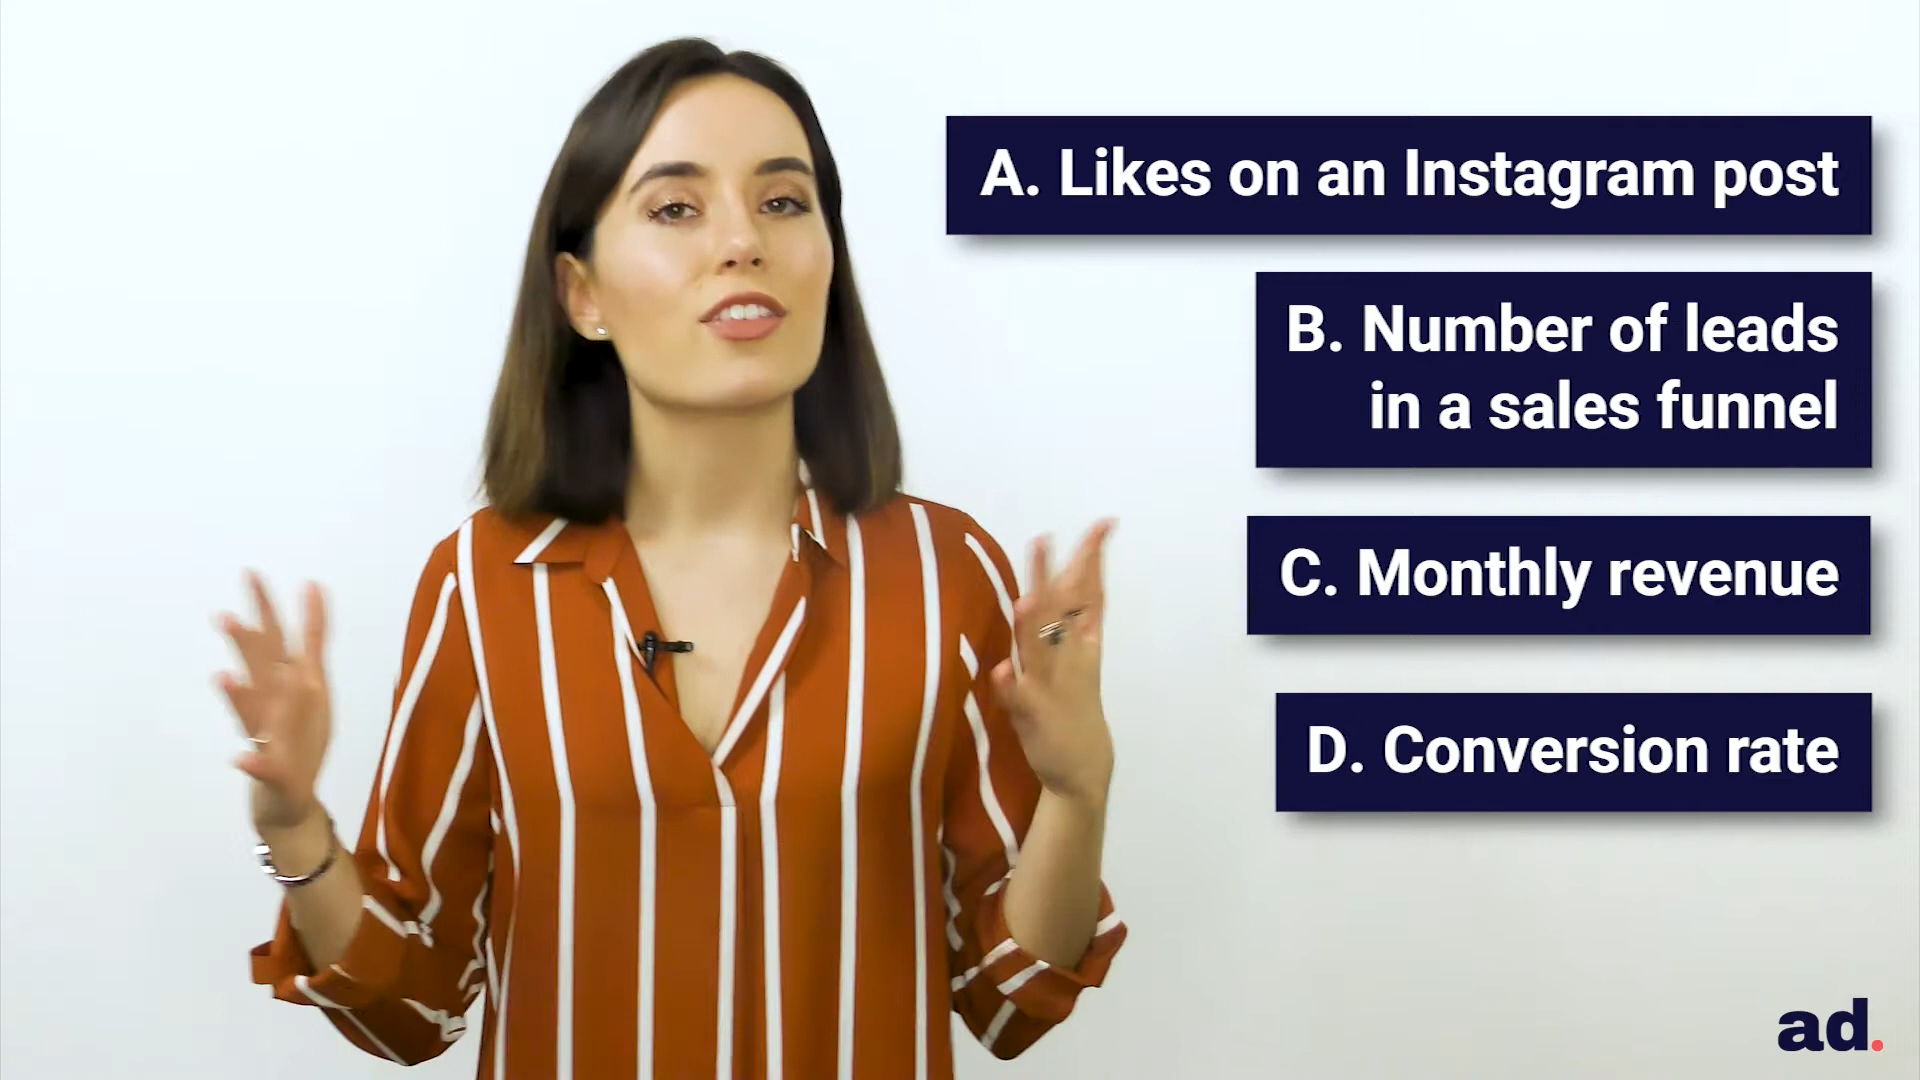 A. Likes on an Instagram post
B. Number of leads
in a sales funnel
C. Monthly revenue
D. Conversion rate
ad.